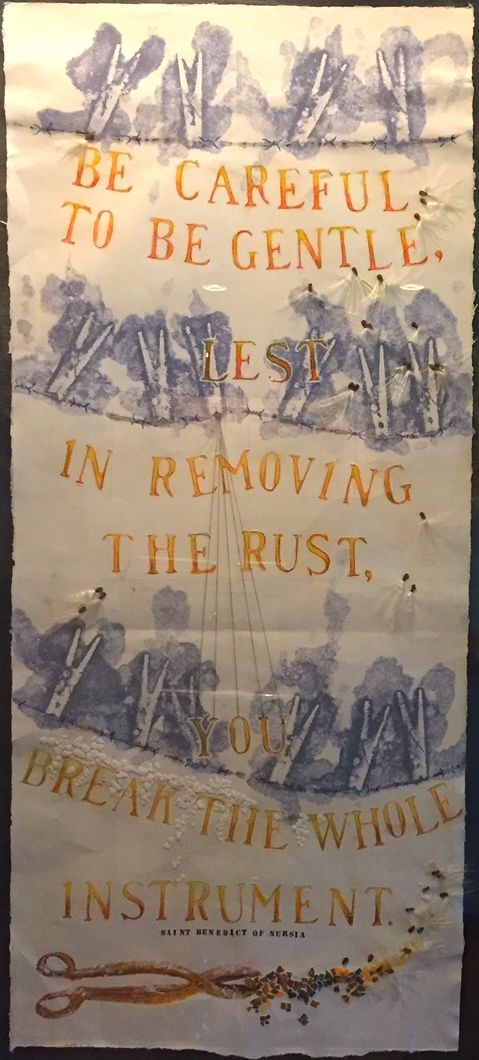 BE CAREFUL
TO BE GENTLE,
LEST
IN REMOVING
THE RUST,
YOU
BREAK THE WHOLE
INSTRUMENT.
SAINT BENEDICT OF NURSIA